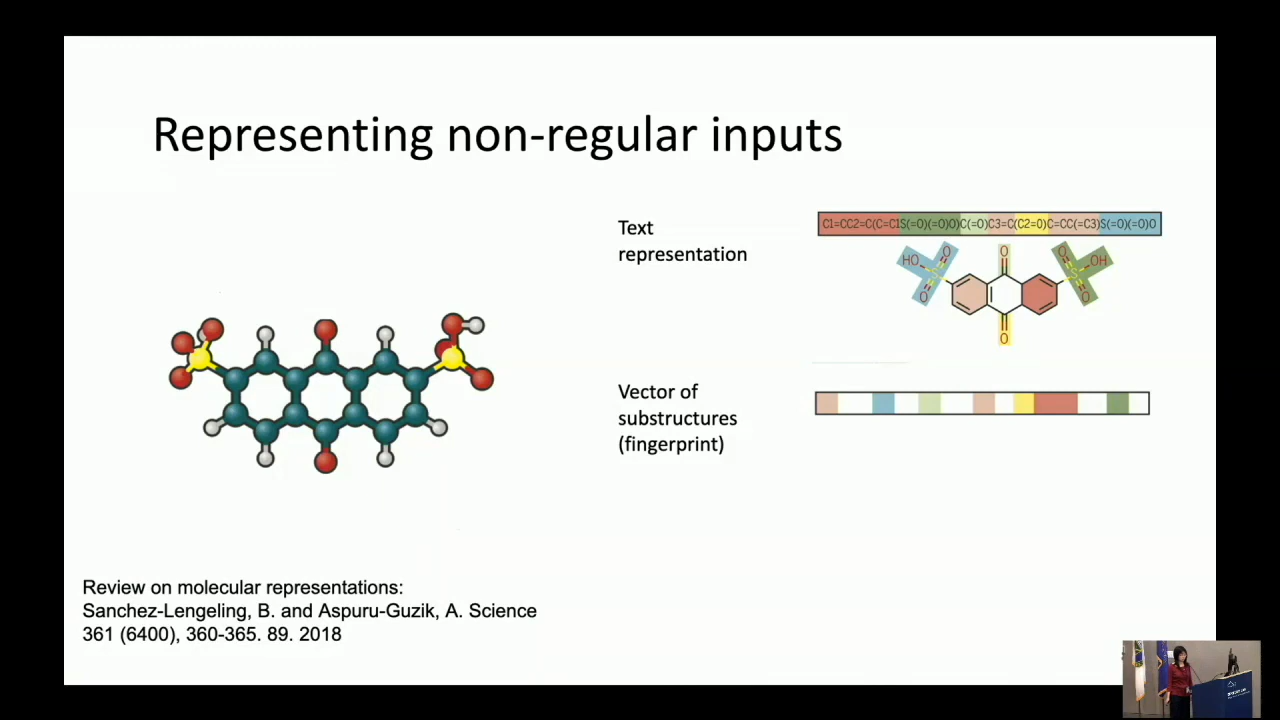 Representing non-regular inputs
Text
representation
C1=CC2=C(C=C1S(=O)(=O)O)C(=O)C3=C(C2=O)C=CC(=C3)S(=O)(=O)O
HO
O
O
S
O
O
O
S
OH
O
Vector of
substructures
(fingerprint)
Review on molecular representations:
Sanchez-Lengeling, B. and Aspuru-Guzik, A. Science
361 (6400), 360-365. 89. 2018